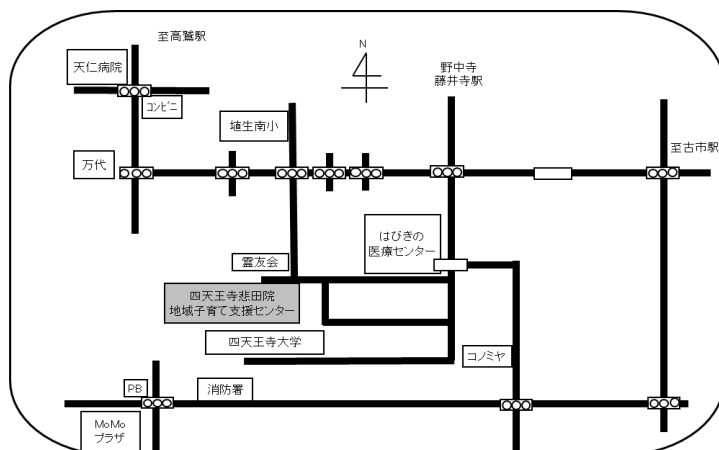 至高鷲駅
N
野中寺
藤井寺駅
天仁病院
コンビニ
埴生南小
至古市駅
万代
はびきの
医療センター
霊友会
四天王寺悲田院
地域子育て支援センター
四天王寺大学
コノミヤ
PB
消防署
MoMo
プラザ